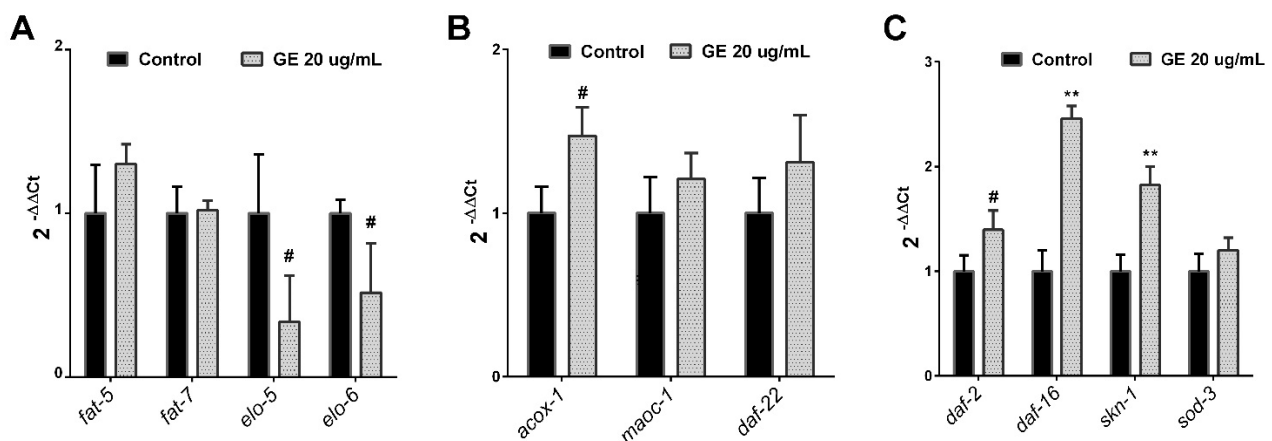 A
Control
GE 20 ug/mL
2 -ΔΔCt
2
1
0
#
#
fat-5
fat-7
elo-5
elo-6
B
Control
GE 20 ug/mL
2 -ΔΔCt
2
1
0
#
acox-1
maoc-1
daf-22
C
Control
GE 20 ug/mL
2 -ΔΔCt
3
2
1
0
#
**
**
daf-2
daf-16
skn-1
sod-3